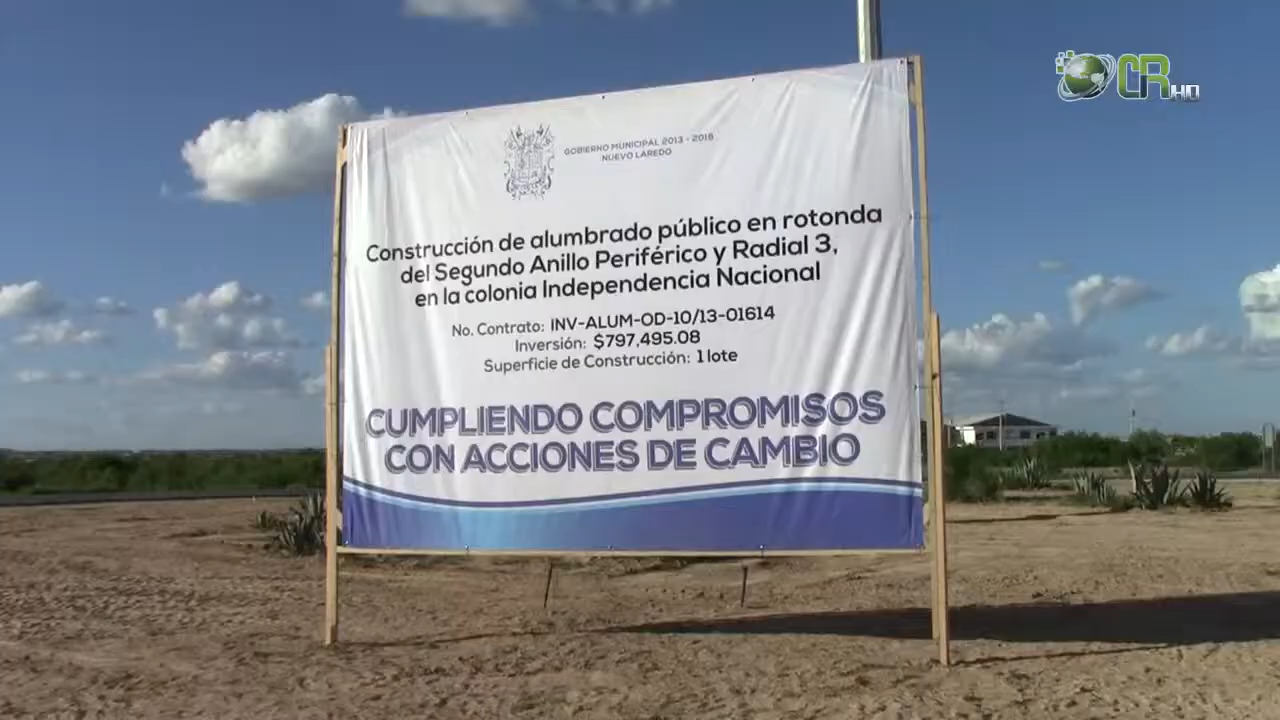 CR HD
GOBIERNO MUNICIPAL 2013 - 2016
NUEVO LAREDO
Construcción de alumbrado público en rotonda
del Segundo Anillo Periférico y Radial 3,
en la colonia Independencia Nacional
No. Contrato: INV-ALUM-OD-10/13-01614
Inversión: $797,495.08
Superficie de Construcción: 1 lote
CUMPLIENDO COMPROMISOS
CON ACCIONES DE CAMBIO